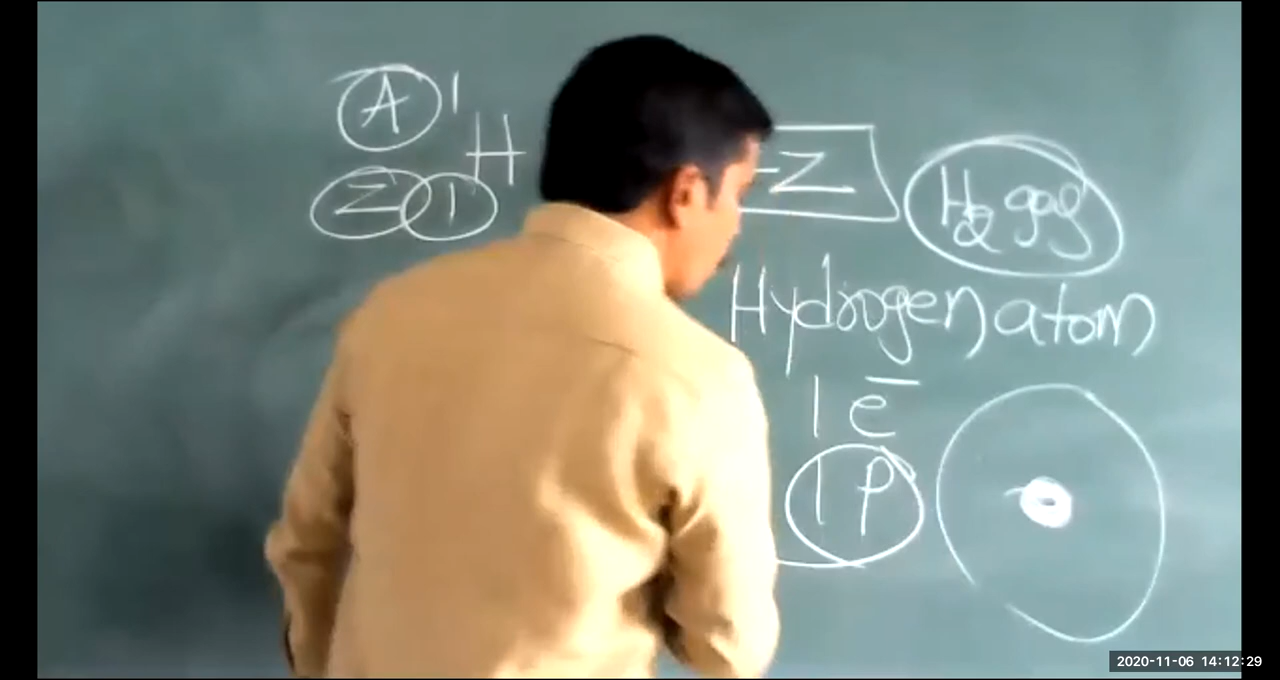 A 1
H
Z 1
-Z
H2 gas
Hydrogen atom
1 e̅
1 P
2020-11-06 14:12:29